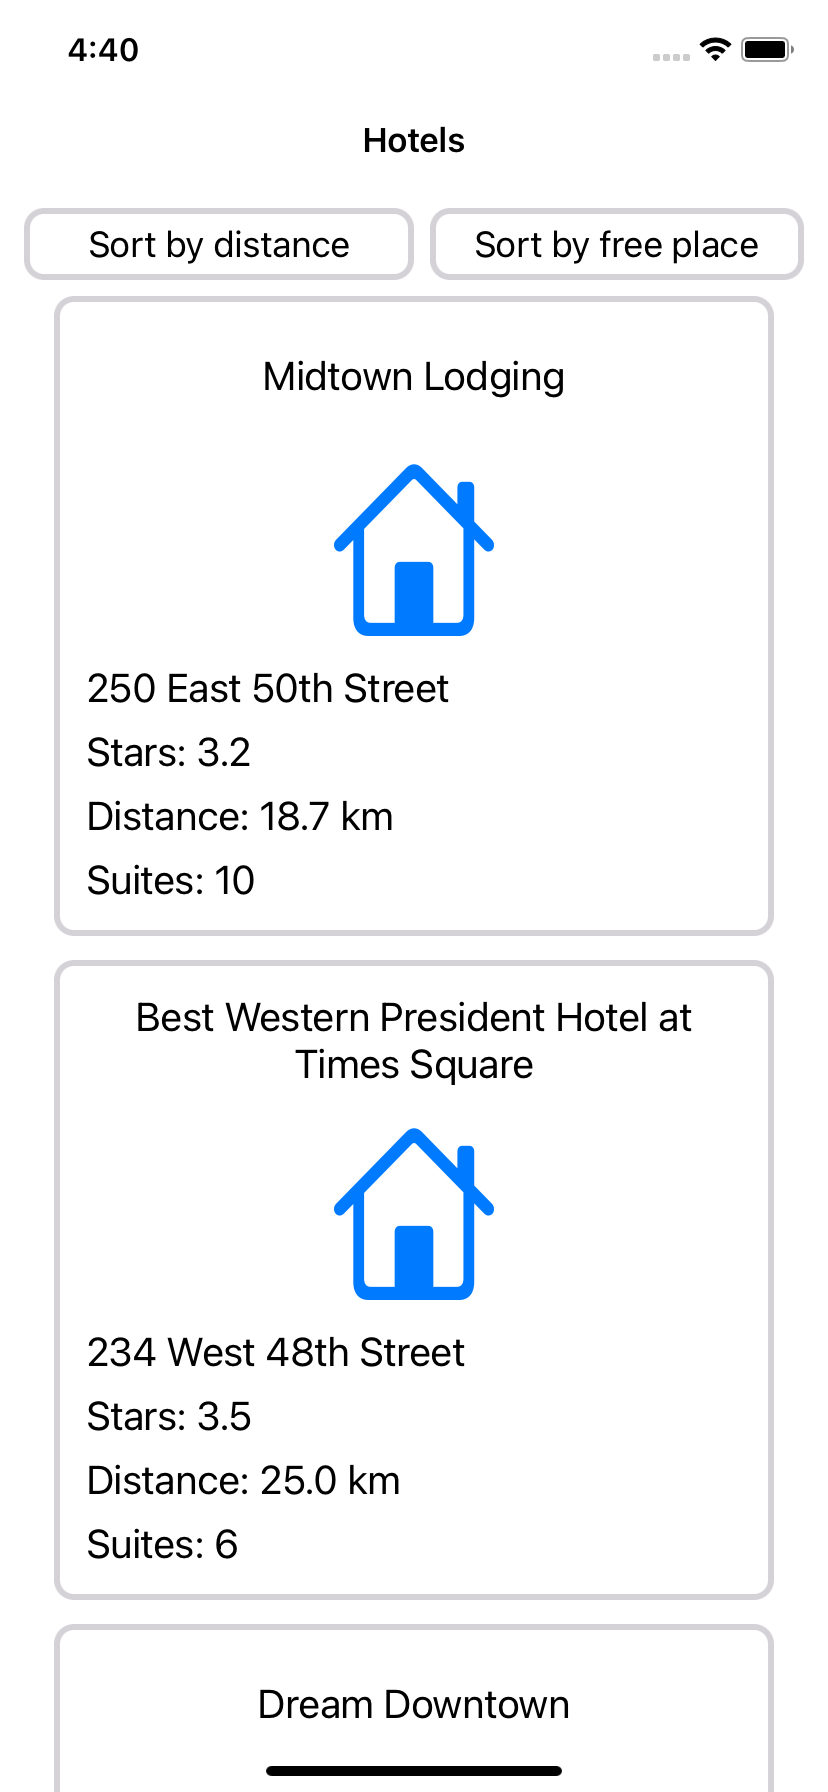 4:40
Hotels
Sort by distance
Sort by free place
Midtown Lodging
250 East 50th Street
Stars: 3.2
Distance: 18.7 km
Suites: 10
Best Western President Hotel at
Times Square
234 West 48th Street
Stars: 3.5
Distance: 25.0 km
Suites: 6
Dream Downtown